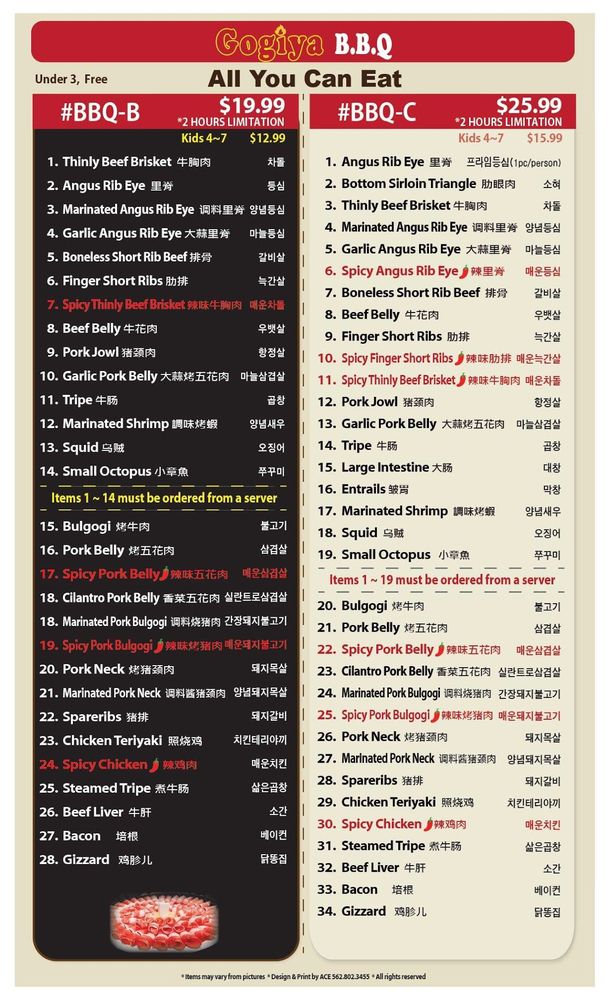 Gogiya B.B.Q
Under 3, Free
All You Can Eat
#BBQ-B
$19.99
*2 HOURS LIMITATION
Kids 4~7 $12.99
1. Thinly Beef Brisket 牛胸肉 차돌
2. Angus Rib Eye 里脊 등심
3. Marinated Angus Rib Eye 调料里脊 양념등심
4. Garlic Angus Rib Eye 大蒜里脊 마늘등심
5. Boneless Short Rib Beef 排骨 갈비살
6. Finger Short Ribs 肋排 늑간살
7. Spicy Thinly Beef Brisket 辣味牛胸肉 매운차돌
8. Beef Belly 牛花肉 우뱃살
9. Pork Jowl 猪颈肉 항정살
10. Garlic Pork Belly 大蒜烤五花肉 마늘삼겹살
11. Tripe 牛肠 곱창
12. Marinated Shrimp 調味烤蝦 양념새우
13. Squid 乌贼 오징어
14. Small Octopus 小章魚 쭈꾸미
Items 1 ~ 14 must be ordered from a server
15. Bulgogi 烤牛肉 불고기
16. Pork Belly 烤五花肉 삼겹살
17. Spicy Pork Belly 辣味五花肉 매운삼겹살
18. Cilantro Pork Belly 香菜五花肉 실란트로삼겹살
18. Marinated Pork Bulgogi 调料烧猪肉 간장돼지불고기
19. Spicy Pork Bulgogi 辣味烤猪肉 매운돼지불고기
20. Pork Neck 烤猪颈肉 돼지목살
21. Marinated Pork Neck 调料酱猪颈肉 양념돼지목살
22. Spareribs 猪排 돼지갈비
23. Chicken Teriyaki 照烧鸡 치킨테리야끼
24. Spicy Chicken 辣鸡肉 매운치킨
25. Steamed Tripe 煮牛肠 삶은곱창
26. Beef Liver 牛肝 소간
27. Bacon 培根 베이컨
28. Gizzard 鸡胗儿 닭똥집
#BBQ-C
$25.99
*2 HOURS LIMITATION
Kids 4~7 $15.99
1. Angus Rib Eye 里脊 프라임등심(1pc/person)
2. Bottom Sirloin Triangle 肋眼肉 소혀
3. Thinly Beef Brisket 牛胸肉 차돌
4. Marinated Angus Rib Eye 调料里脊 양념등심
5. Garlic Angus Rib Eye 大蒜里脊 마늘등심
6. Spicy Angus Rib Eye 辣里脊 매운등심
7. Boneless Short Rib Beef 排骨 갈비살
8. Beef Belly 牛花肉 우뱃살
9. Finger Short Ribs 肋排 늑간살
10. Spicy Finger Short Ribs 辣味肋排 매운늑간살
11. Spicy Thinly Beef Brisket 辣味牛胸肉 매운차돌
12. Pork Jowl 猪颈肉 항정살
13. Garlic Pork Belly 大蒜烤五花肉 마늘삼겹살
14. Tripe 牛肠 곱창
15. Large Intestine 大肠 대창
16. Entrails 皱胃 막창
17. Marinated Shrimp 調味烤蝦 양념새우
18. Squid 乌贼 오징어
19. Small Octopus 小章魚 쭈꾸미
Items 1 ~ 19 must be ordered from a server
20. Bulgogi 烤牛肉 불고기
21. Pork Belly 烤五花肉 삼겹살
22. Spicy Pork Belly 辣味五花肉 매운삼겹살
23. Cilantro Pork Belly 香菜五花肉 실란트로삼겹살
24. Marinated Pork Bulgogi 调料烧猪肉 간장돼지불고기
25. Spicy Pork Bulgogi 辣味烤猪肉 매운돼지불고기
26. Pork Neck 烤猪颈肉 돼지목살
27. Marinated Pork Neck 调料酱猪颈肉 양념돼지목살
28. Spareribs 猪排 돼지갈비
29. Chicken Teriyaki 照烧鸡 치킨테리야끼
30. Spicy Chicken 辣鸡肉 매운치킨
31. Steamed Tripe 煮牛肠 삶은곱창
32. Beef Liver 牛肝 소간
33. Bacon 培根 베이컨
34. Gizzard 鸡胗儿 닭똥집
* Items may vary from pictures * Design & Print by ACE 562.802.3455 * All rights reserved